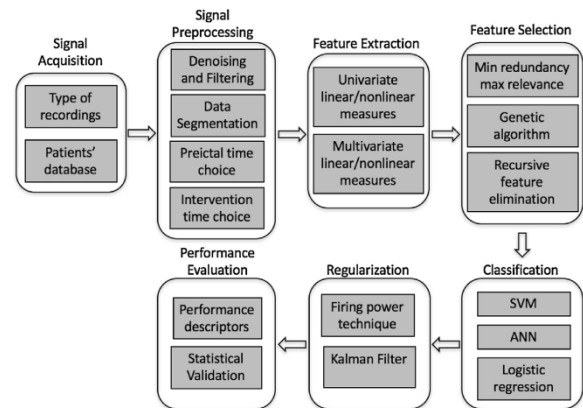 Signal
Acquisition
Type of
recordings
Patients'
database
Signal
Preprocessing
Denoising
and Filtering
Data
Segmentation
Preictal time
choice
Intervention
time choice
Feature Extraction
Univariate
linear/nonlinear
measures
Multivariate
linear/nonlinear
measures
Feature Selection
Min redundancy
max relevance
Genetic
algorithm
Recursive
feature
elimination
Classification
SVM
ANN
Logistic
regression
Regularization
Firing power
technique
Kalman Filter
Performance
Evaluation
Performance
descriptors
Statistical
Validation